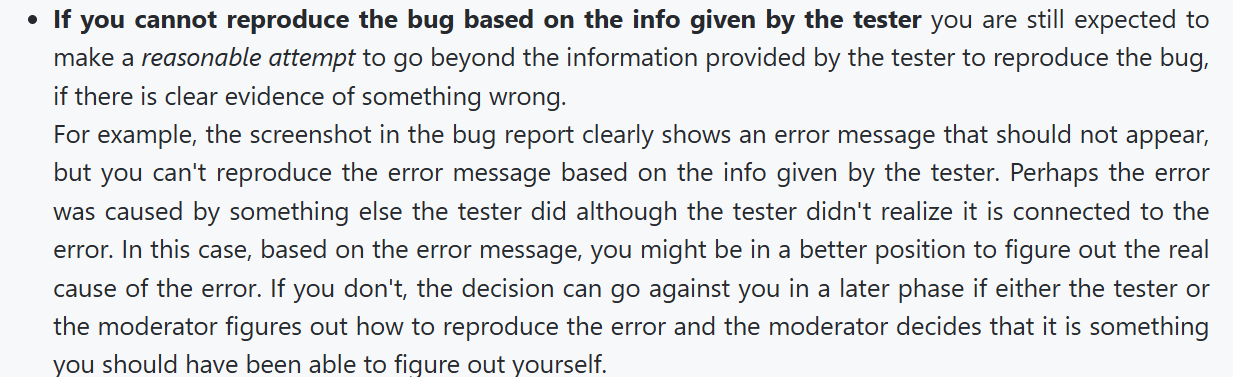 • If you cannot reproduce the bug based on the info given by the tester you are still expected to
make a reasonable attempt to go beyond the information provided by the tester to reproduce the bug,
if there is clear evidence of something wrong.
For example, the screenshot in the bug report clearly shows an error message that should not appear,
but you can't reproduce the error message based on the info given by the tester. Perhaps the error
was caused by something else the tester did although the tester didn't realize it is connected to the
error. In this case, based on the error message, you might be in a better position to figure out the real
cause of the error. If you don't, the decision can go against you in a later phase if either the tester or
the moderator figures out how to reproduce the error and the moderator decides that it is something
you should have been able to figure out yourself.